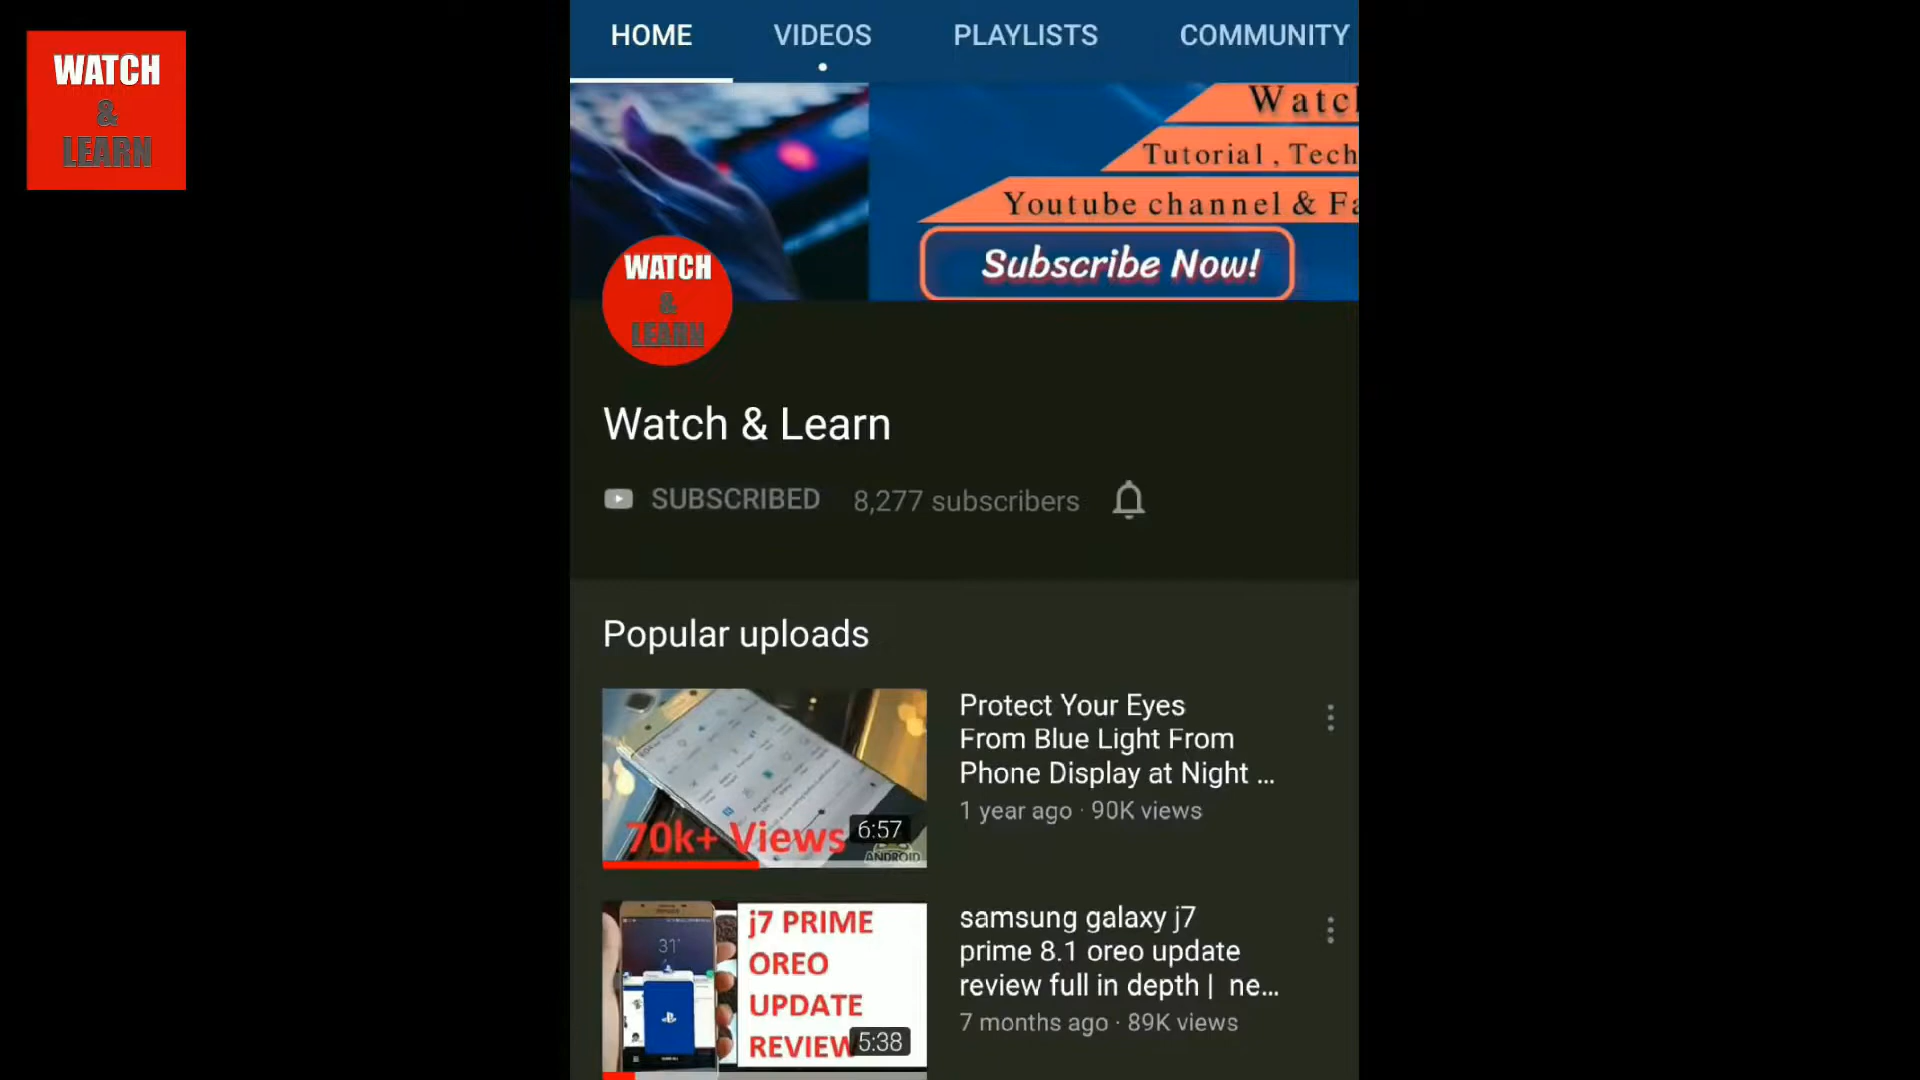 WATCH
&
LEARN
HOME VIDEOS PLAYLISTS COMMUNITY
Watch
Tutorial , Tech
Youtube channel & Fa
Subscribe Now!
WATCH
&
LEARN
Watch & Learn
SUBSCRIBED 8,277 subscribers
Popular uploads
70k+ Views
6:57
ANDROID
Protect Your Eyes
From Blue Light From
Phone Display at Night ...
1 year ago · 90K views
31°
j7 PRIME
OREO
UPDATE
REVIEW
5:38
samsung galaxy j7
prime 8.1 oreo update
review full in depth | ne...
7 months ago · 89K views